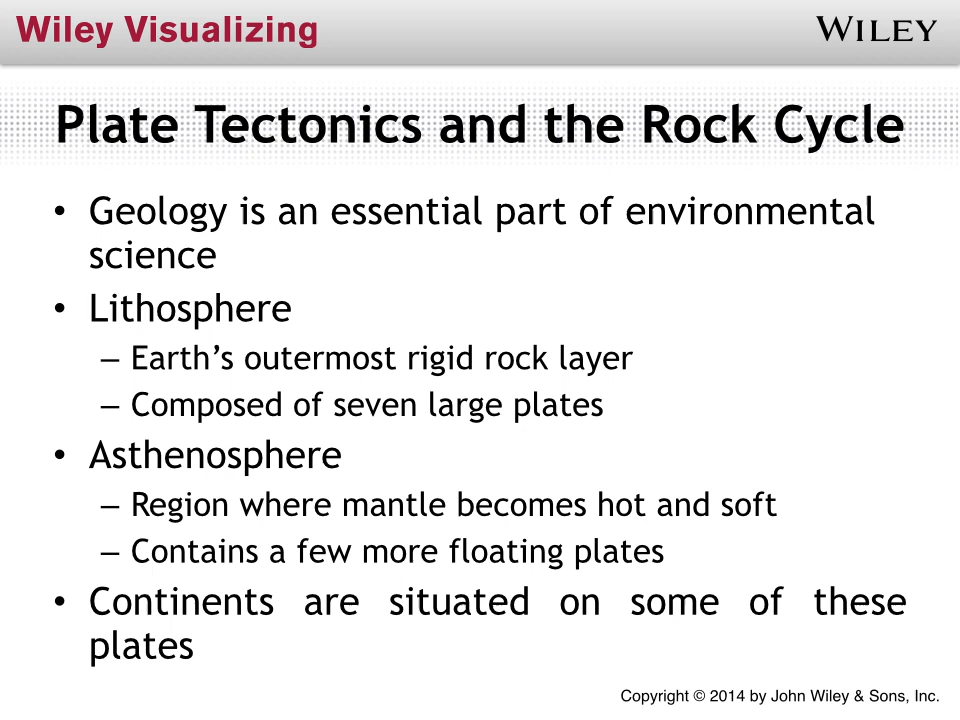 Wiley Visualizing
WILEY
Plate Tectonics and the Rock Cycle
• Geology is an essential part of environmental
science
• Lithosphere
– Earth’s outermost rigid rock layer
– Composed of seven large plates
• Asthenosphere
– Region where mantle becomes hot and soft
– Contains a few more floating plates
• Continents are situated on some of these
plates
Copyright © 2014 by John Wiley & Sons, Inc.